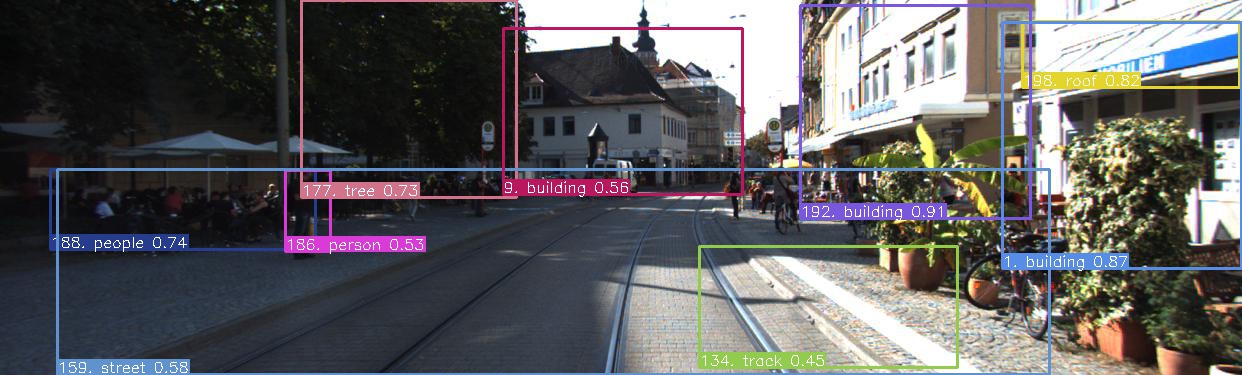 198. roof 0.82
MOBILIEN
177. tree 0.73
9. building 0.56
192. building 0.91
188. people 0.74
186. person 0.53
1. building 0.87
134. track 0.45
159. street 0.58